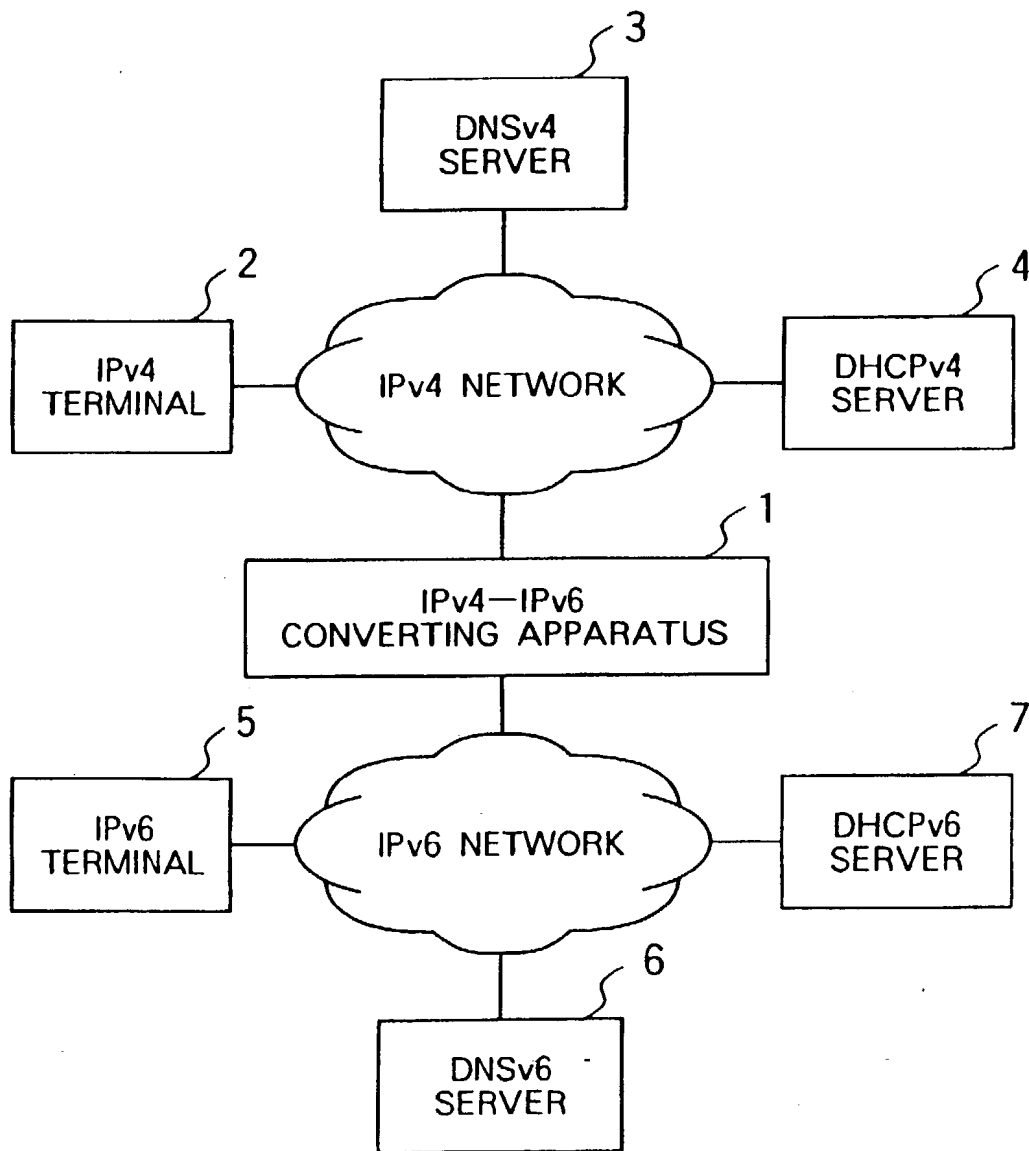 3
DNSv4
SERVER
2
4
IPv4
TERMINAL
IPv4 NETWORK
DHCPv4
SERVER
1
IPv4—IPv6
CONVERTING APPARATUS
5
7
IPv6
TERMINAL
IPv6 NETWORK
DHCPv6
SERVER
6
DNSv6
SERVER